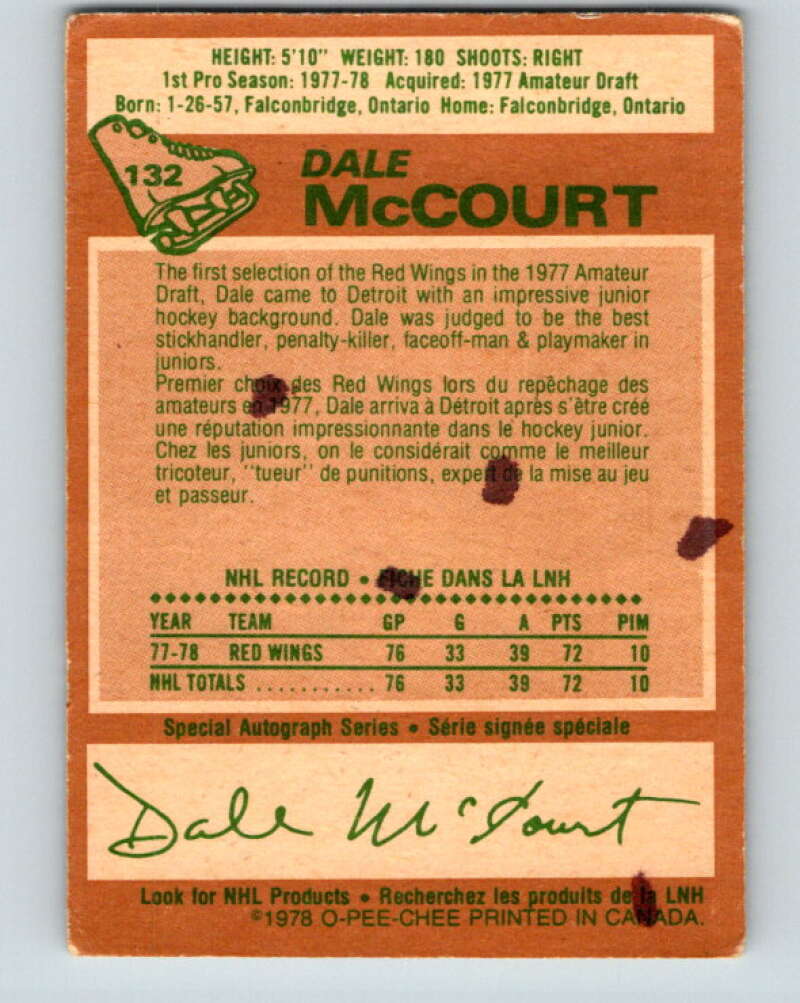 HEIGHT: 5'10" WEIGHT: 180 SHOOTS: RIGHT
1st Pro Season: 1977-78 Acquired: 1977 Amateur Draft
Born: 1-26-57, Falconbridge, Ontario Home: Falconbridge, Ontario
132
DALE
McCOURT
The first selection of the Red Wings in the 1977 Amateur
Draft, Dale came to Detroit with an impressive junior
hockey background. Dale was judged to be the best
stickhandler, penalty-killer, faceoff-man & playmaker in
juniors.
Premier choix des Red Wings lors du repêchage des
amateurs en 1977, Dale arriva à Détroit après s'être créé
une réputation impressionnante dans le hockey junior.
Chez les juniors, on le considérait comme le meilleur
tricoteur, "tueur" de punitions, expert de la mise au jeu
et passeur.
NHL RECORD • FICHE DANS LA LNH
YEAR TEAM GP G A PTS PIM
77-78 RED WINGS 76 33 39 72 10
NHL TOTALS ............ 76 33 39 72 10
Special Autograph Series • Série signée spéciale
Dale McCourt
Look for NHL Products • Recherchez les produits de la LNH
©1978 O-PEE-CHEE PRINTED IN CANADA.